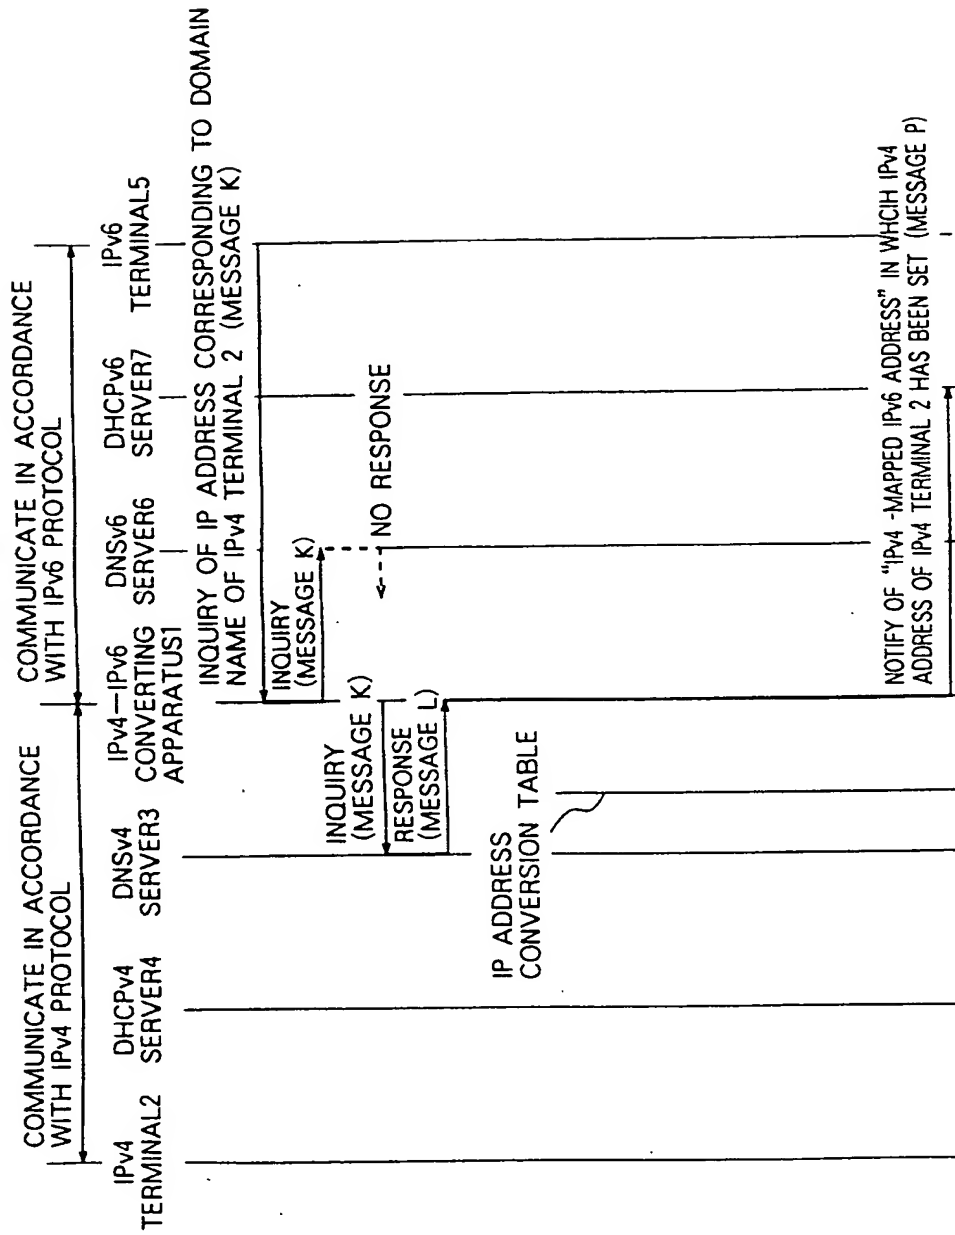 COMMUNICATE IN ACCORDANCE
WITH IPv4 PROTOCOL
COMMUNICATE IN ACCORDANCE
WITH IPv6 PROTOCOL
IPv4
TERMINAL2
DHCPv4
SERVER4
DNSv4
SERVER3
IPv4—IPv6
CONVERTING
APPARATUS1
DNSv6
SERVER6
DHCPv6
SERVER7
IPv6
TERMINAL5
INQUIRY OF IP ADDRESS CORRESPONDING TO DOMAIN
NAME OF IPv4 TERMINAL 2 (MESSAGE K)
INQUIRY
(MESSAGE K)
NO RESPONSE
INQUIRY
(MESSAGE K)
RESPONSE
(MESSAGE L)
IP ADDRESS
CONVERSION TABLE
NOTIFY OF "IPv4 -MAPPED IPv6 ADDRESS" IN WHCIH IPv4
ADDRESS OF IPv4 TERMINAL 2 HAS BEEN SET (MESSAGE P)